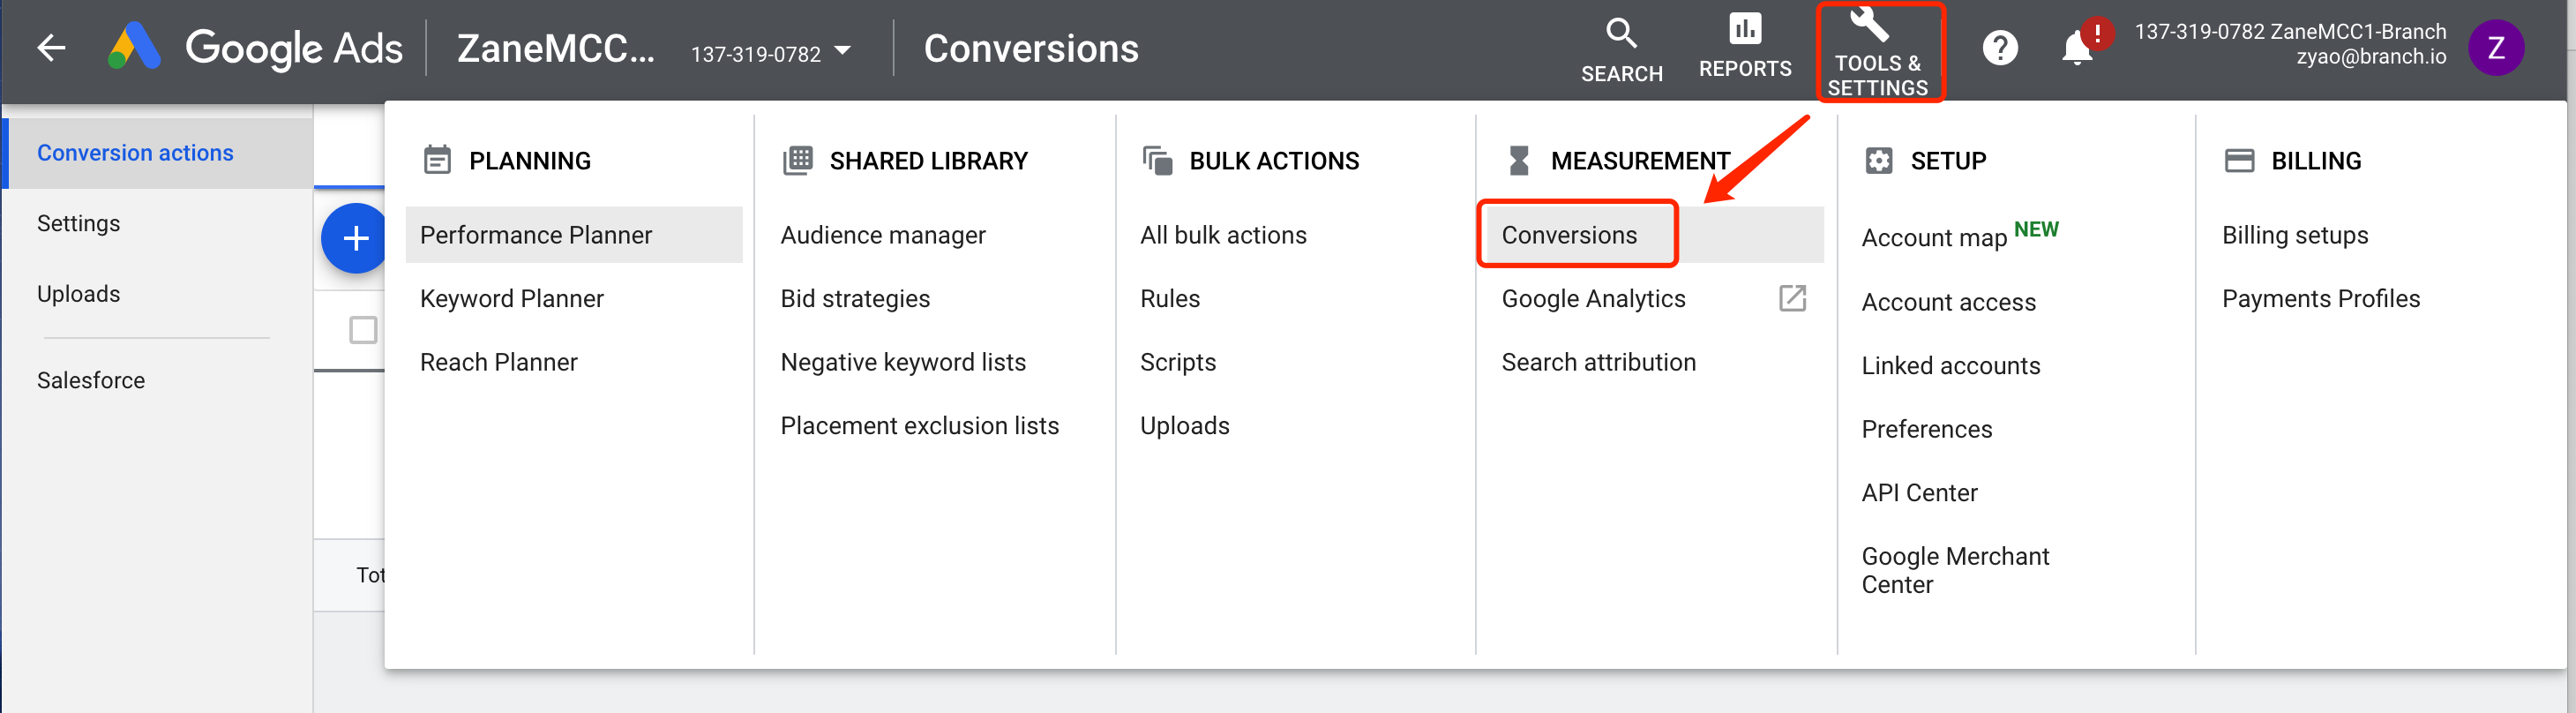 Google Ads
ZaneMCC...
137-319-0782
Conversions
SEARCH
REPORTS
TOOLS &
SETTINGS
?
!
137-319-0782 ZaneMCC1-Branch
zyao@branch.io
Z
Conversion actions
Settings
Uploads
Salesforce
+
Tot
PLANNING
Performance Planner
Keyword Planner
Reach Planner
SHARED LIBRARY
Audience manager
Bid strategies
Negative keyword lists
Placement exclusion lists
BULK ACTIONS
All bulk actions
Rules
Scripts
Uploads
MEASUREMENT
Conversions
Google Analytics
Search attribution
SETUP
Account map NEW
Account access
Linked accounts
Preferences
API Center
Google Merchant
Center
BILLING
Billing setups
Payments Profiles